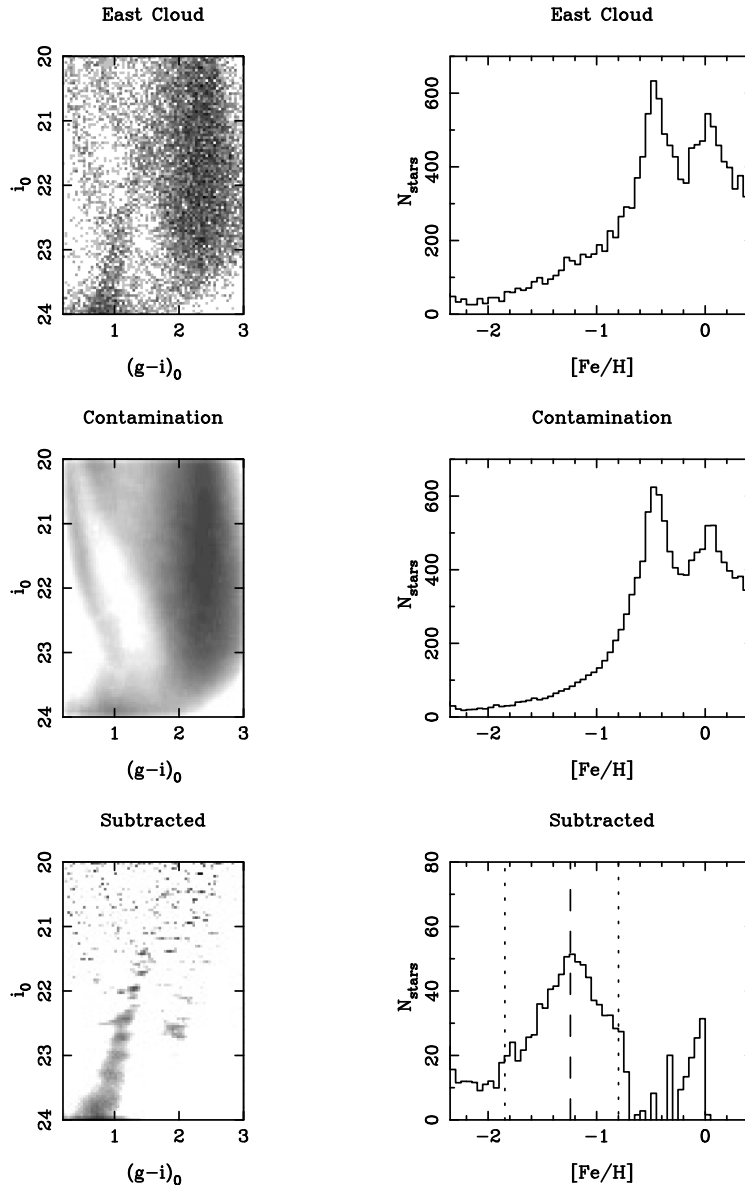 East Cloud
East Cloud
20
21
22
23
24
i₀
1
2
3
(g−i)₀
0
200
400
600
N_stars
−2
−1
0
[Fe/H]
Contamination
Contamination
20
21
22
23
24
i₀
1
2
3
(g−i)₀
0
200
400
600
N_stars
−2
−1
0
[Fe/H]
Subtracted
Subtracted
20
21
22
23
24
i₀
1
2
3
(g−i)₀
0
20
40
60
80
N_stars
−2
−1
0
[Fe/H]